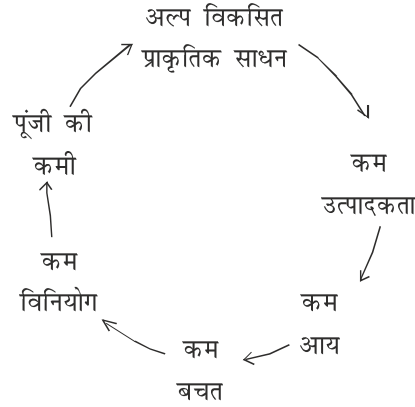 अल्प विकसित
प्राकृतिक साधन
कम
उत्पादकता
कम
आय
कम
बचत
कम
विनियोग
पूंजी की
कमी